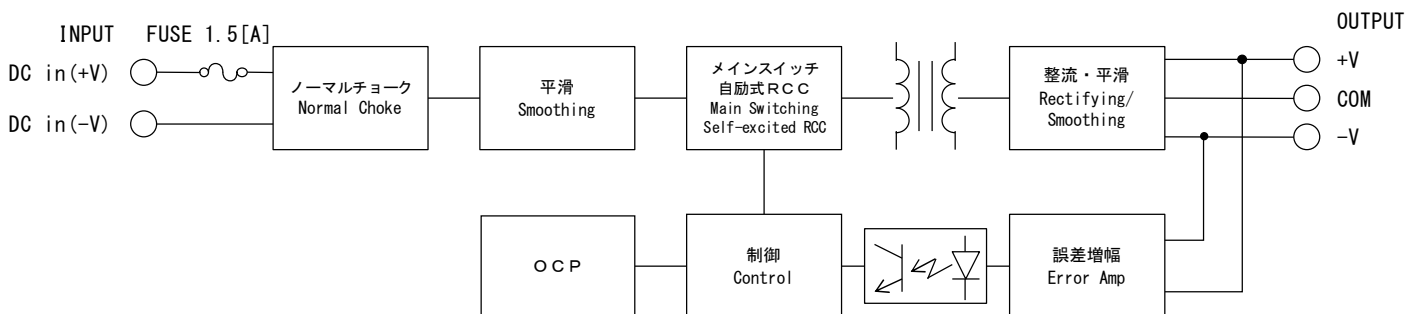 INPUT FUSE 1.5[A]
OUTPUT
DC in(+V)
DC in(-V)
ノーマルチョーク
Normal Choke
平滑
Smoothing
メインスイッチ
自励式RCC
Main Switching
Self-excited RCC
整流・平滑
Rectifying/
Smoothing
+V
COM
-V
OCP
制御
Control
誤差増幅
Error Amp